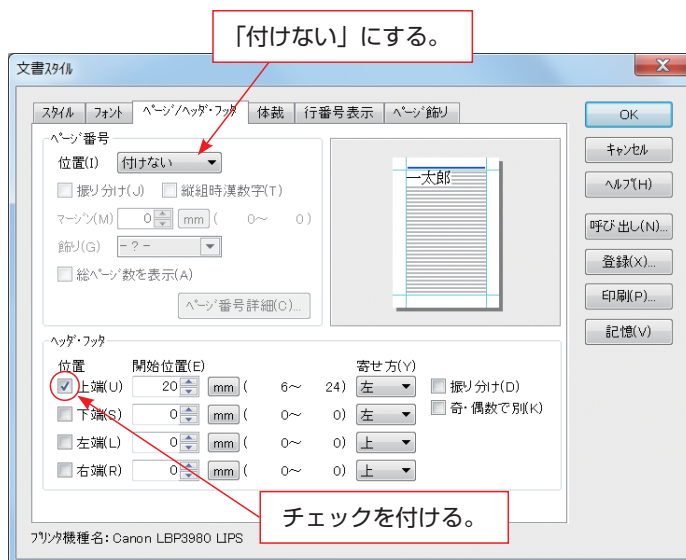 「付けない」にする。
文書ｽﾀｲﾙ
ｽﾀｲﾙ ﾌｫﾝﾄ ﾍﾟｰｼﾞ/ﾍｯﾀﾞ･ﾌｯﾀ 体裁 行番号表示 ﾍﾟｰｼﾞ飾り
ﾍﾟｰｼﾞ番号
位置(I) 付けない
振り分け(J) 縦組時漢数字(T)
ﾏｰｼﾞﾝ(M) 0 mm ( 0～ 0)
飾り(G) －？－
総ﾍﾟｰｼﾞ数を表示(A)
ﾍﾟｰｼﾞ番号詳細(C)...
一太郎
OK
ｷｬﾝｾﾙ
ﾍﾙﾌﾟ(H)
呼び出し(N)...
登録(X)...
印刷(P)...
記憶(V)
ﾍｯﾀﾞ･ﾌｯﾀ
位置 開始位置(E) 寄せ方(Y)
上端(U) 20 mm ( 6～ 24) 左 振り分け(D)
下端(S) 0 mm ( 0～ 0) 左 奇･偶数で別(K)
左端(L) 0 mm ( 0～ 0) 上
右端(R) 0 mm ( 0～ 0) 上
チェックを付ける。
ﾌﾟﾘﾝﾀ機種名: Canon LBP3980 LIPS